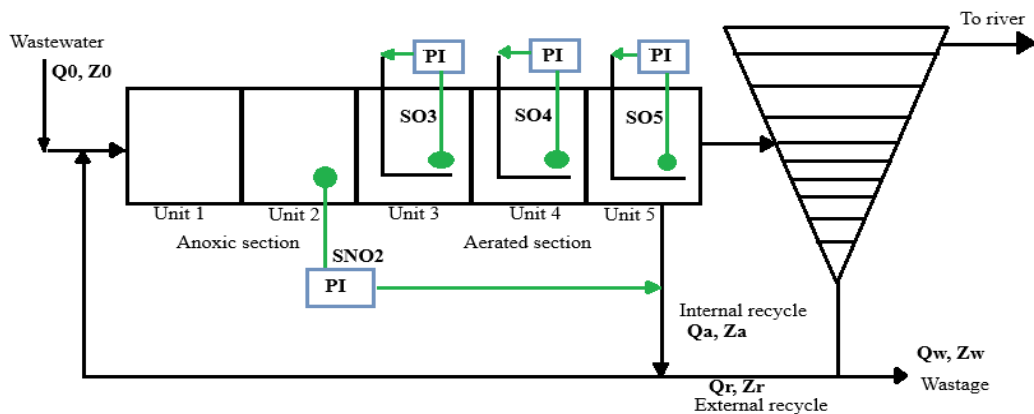 To river
Wastewater
Q0, Z0
PI
PI
PI
SO3
SO4
SO5
Unit 1
Unit 2
Unit 3
Unit 4
Unit 5
Anoxic section
Aerated section
SNO2
PI
Internal recycle
Qa, Za
Qw, Zw
Wastage
Qr, Zr
External recycle